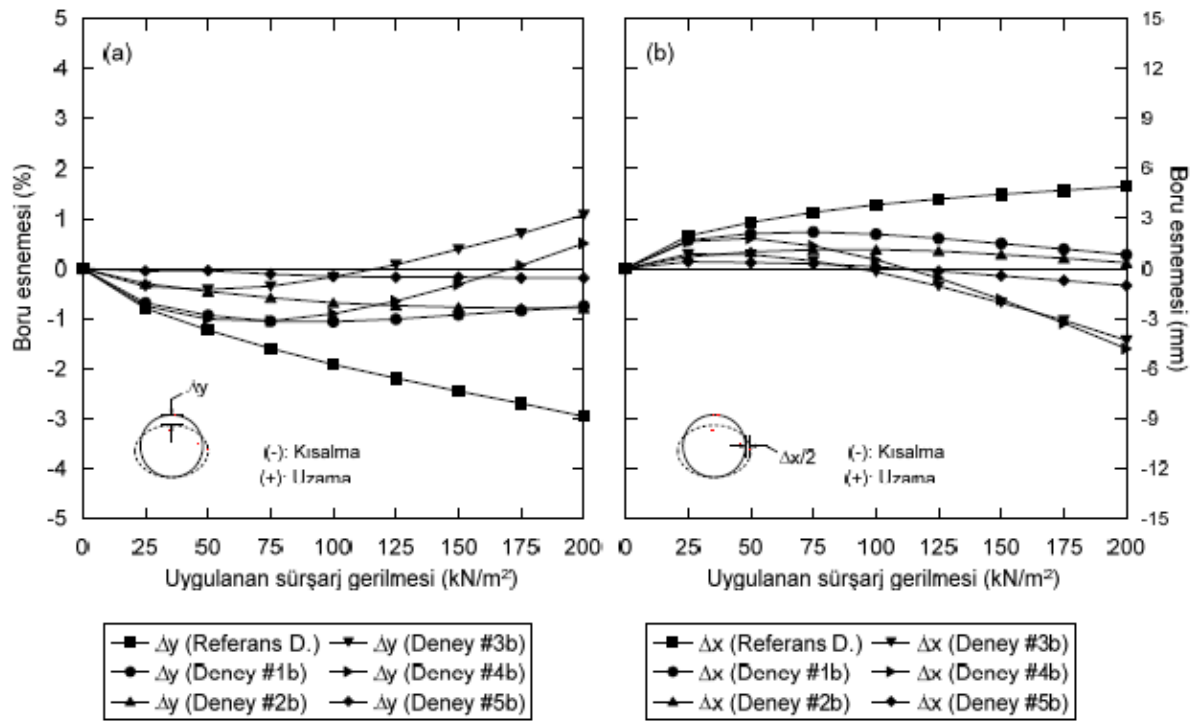 (a)
(b)
Boru esnemesi (%)
5
4
3
2
1
0
-1
-2
-3
-4
-5
Δy
(-): Kısalma
(+): Uzama
0 25 50 75 100 125 150 175 200
Uygulanan sürşarj gerilmesi (kN/m²)
15
12
9
6
3
0
-3
-6
-9
-12
-15
Boru esnemesi (mm)
Δx/2
(-): Kısalma
(+): Uzama
0 25 50 75 100 125 150 175 200
Uygulanan sürşarj gerilmesi (kN/m²)
Δy (Referans D.) Δy (Deney #3b)
Δy (Deney #1b) Δy (Deney #4b)
Δy (Deney #2b) Δy (Deney #5b)
Δx (Referans D.) Δx (Deney #3b)
Δx (Deney #1b) Δx (Deney #4b)
Δx (Deney #2b) Δx (Deney #5b)